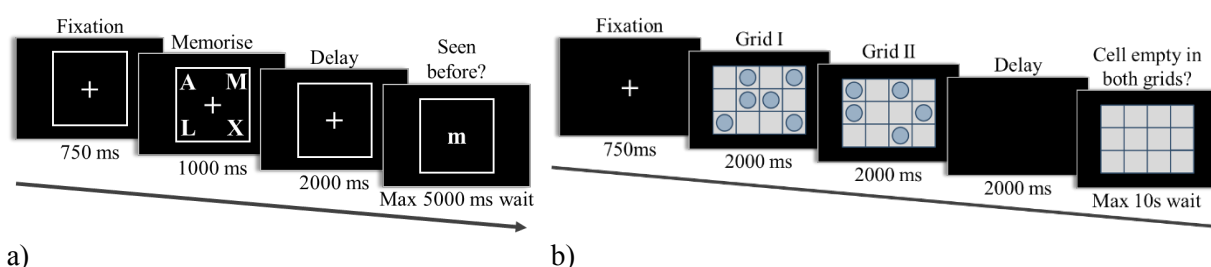 Fixation
Memorise
Delay
Seen
before?
A M
L X
m
750 ms
1000 ms
2000 ms
Max 5000 ms wait
a)
Fixation
Grid I
Grid II
Delay
Cell empty in
both grids?
750ms
2000 ms
2000 ms
2000 ms
Max 10s wait
b)